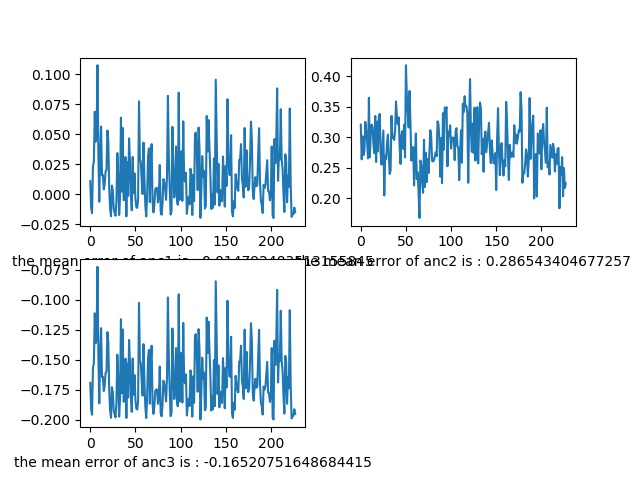 0.100
0.075
0.050
0.025
0.000
−0.025
0 50 100 150 200
0.40
0.35
0.30
0.25
0.20
0 50 100 150 200
the mean error of anc1 is :
the mean error of anc2 is : 0.286543404677257
−0.075
−0.100
−0.125
−0.150
−0.175
−0.200
0 50 100 150 200
the mean error of anc3 is : -0.16520751648684415